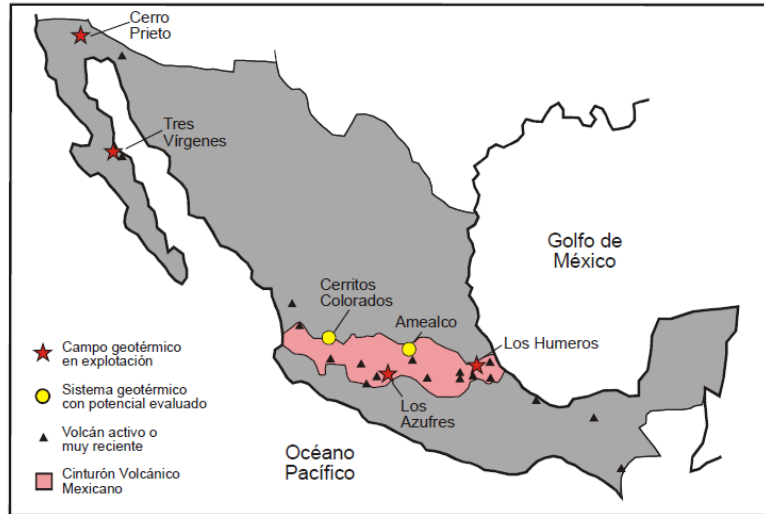 Cerro
Prieto
Tres
Vírgenes
Golfo de
México
Cerritos
Colorados
Amealco
Los Humeros
Los
Azufres
Océano
Pacífico
Campo geotérmico
en explotación
Sistema geotérmico
con potencial evaluado
Volcán activo o
muy reciente
Cinturón Volcánico
Mexicano